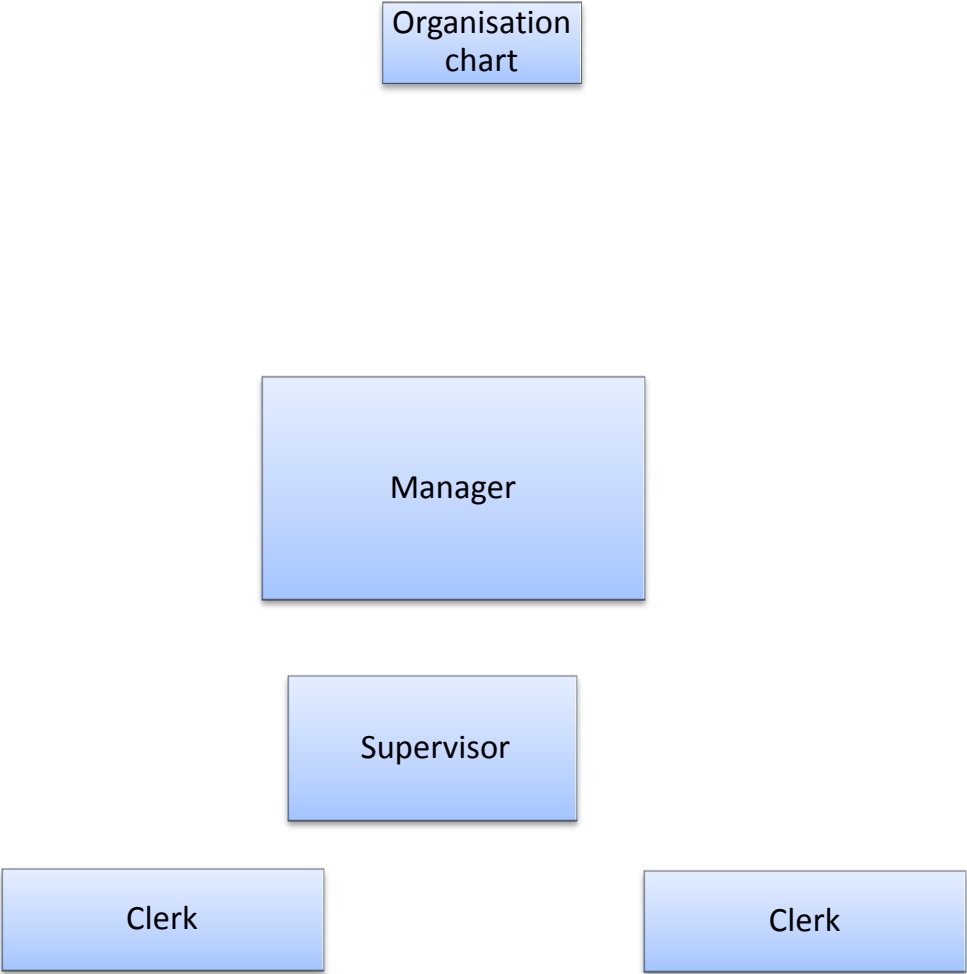 Organisation
chart
Manager
Supervisor
Clerk
Clerk